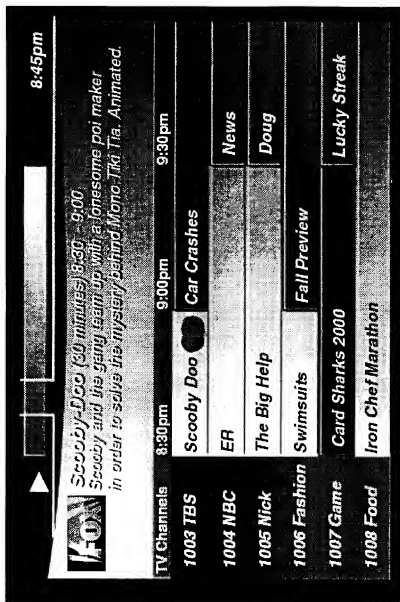 8:45pm
FOX
Scooby-Doo (30 minutes) 8:30 - 9:00
Scooby and the gang team up with a lonesome poi maker
in order to solve the mystery behind Mono Tiki Tia. Animated.
TV Channels 8:30pm 9:00pm 9:30pm
1003 TBS Scooby Doo Car Crashes
1004 NBC ER News
1005 Nick The Big Help Doug
1006 Fashion Swimsuits Fall Preview
1007 Game Card Sharks 2000 Lucky Streak
1008 Food Iron Chef Marathon